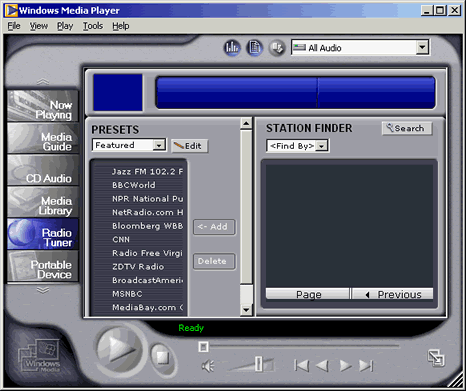 Windows Media Player
File View Play Tools Help
All Audio
Now
Playing
Media
Guide
CD Audio
Media
Library
Radio
Tuner
Portable
Device
PRESETS
Featured
Edit
Jazz FM 102.2 F
BBCWorld
NPR National Pu
NetRadio.com H
Bloomberg WBB
CNN
Radio Free Virgi
ZDTV Radio
BroadcastAmeri
MSNBC
MediaBay.com (
<- Add
Delete
STATION FINDER
Search
<Find By>
Page
Previous
Ready
Windows
Media